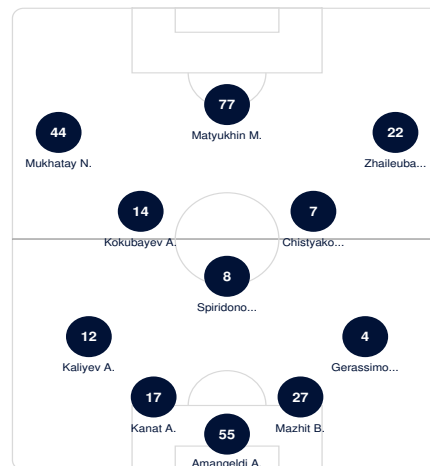 77
Matyukhin M.
44
Mukhatay N.
22
Zhaileuba...
14
Kokubayev A.
7
Chistyako...
8
Spiridono...
12
Kaliyev A.
4
Gerassimo...
17
Kanat A.
27
Mazhit B.
55
Amangeldi A.